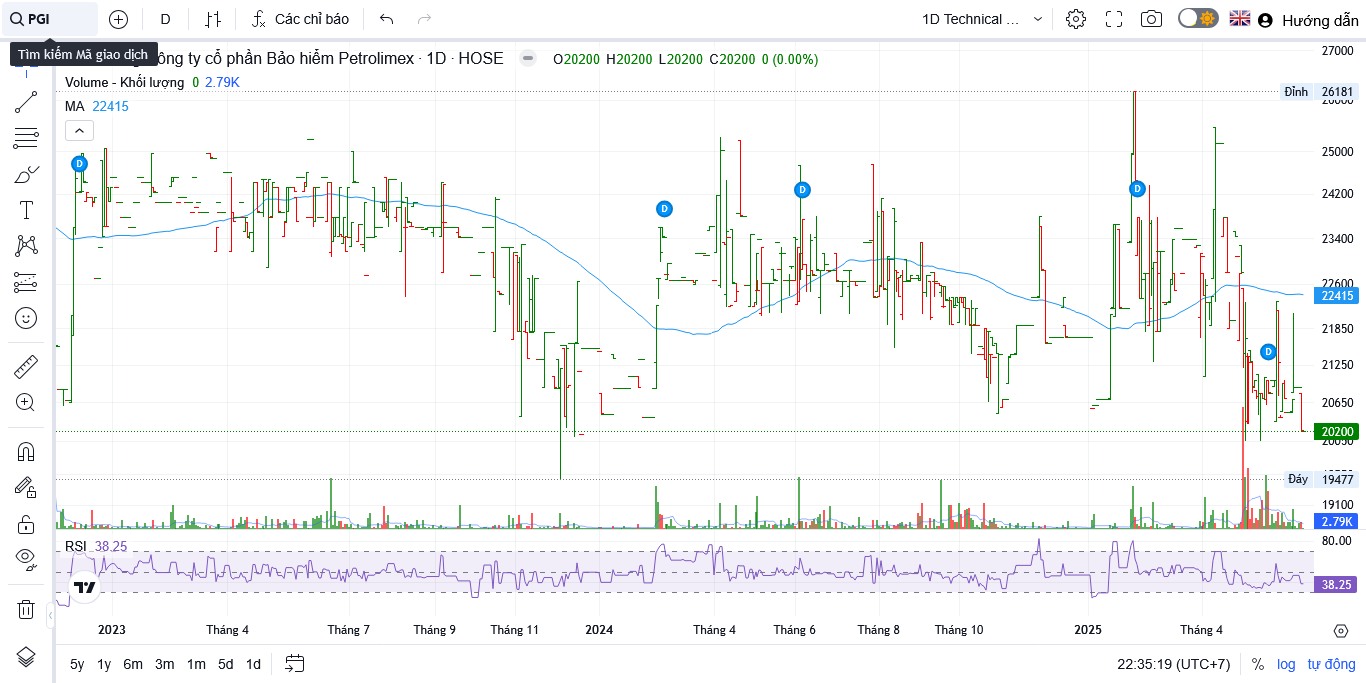 PGI
D
Các chỉ báo
1D Technical ...
Hướng dẫn
Tìm kiếm Mã giao dịch
ông ty cổ phần Bảo hiểm Petrolimex · 1D · HOSE
O20200 H20200 L20200 C20200 0 (0.00%)
Volume - Khối lượng 0 2.79K
MA 22415
27000
Đỉnh 26181
26000
25000
24200
23400
22600
22415
21850
21250
20650
20200
20050
Đáy 19477
19100
2.79K
D
D
D
D
D
RSI 38.25
80.00
38.25
2023
Tháng 4
Tháng 7
Tháng 9
Tháng 11
2024
Tháng 4
Tháng 6
Tháng 8
Tháng 10
2025
Tháng 4
5y 1y 6m 3m 1m 5d 1d
22:35:19 (UTC+7)
% log tự động